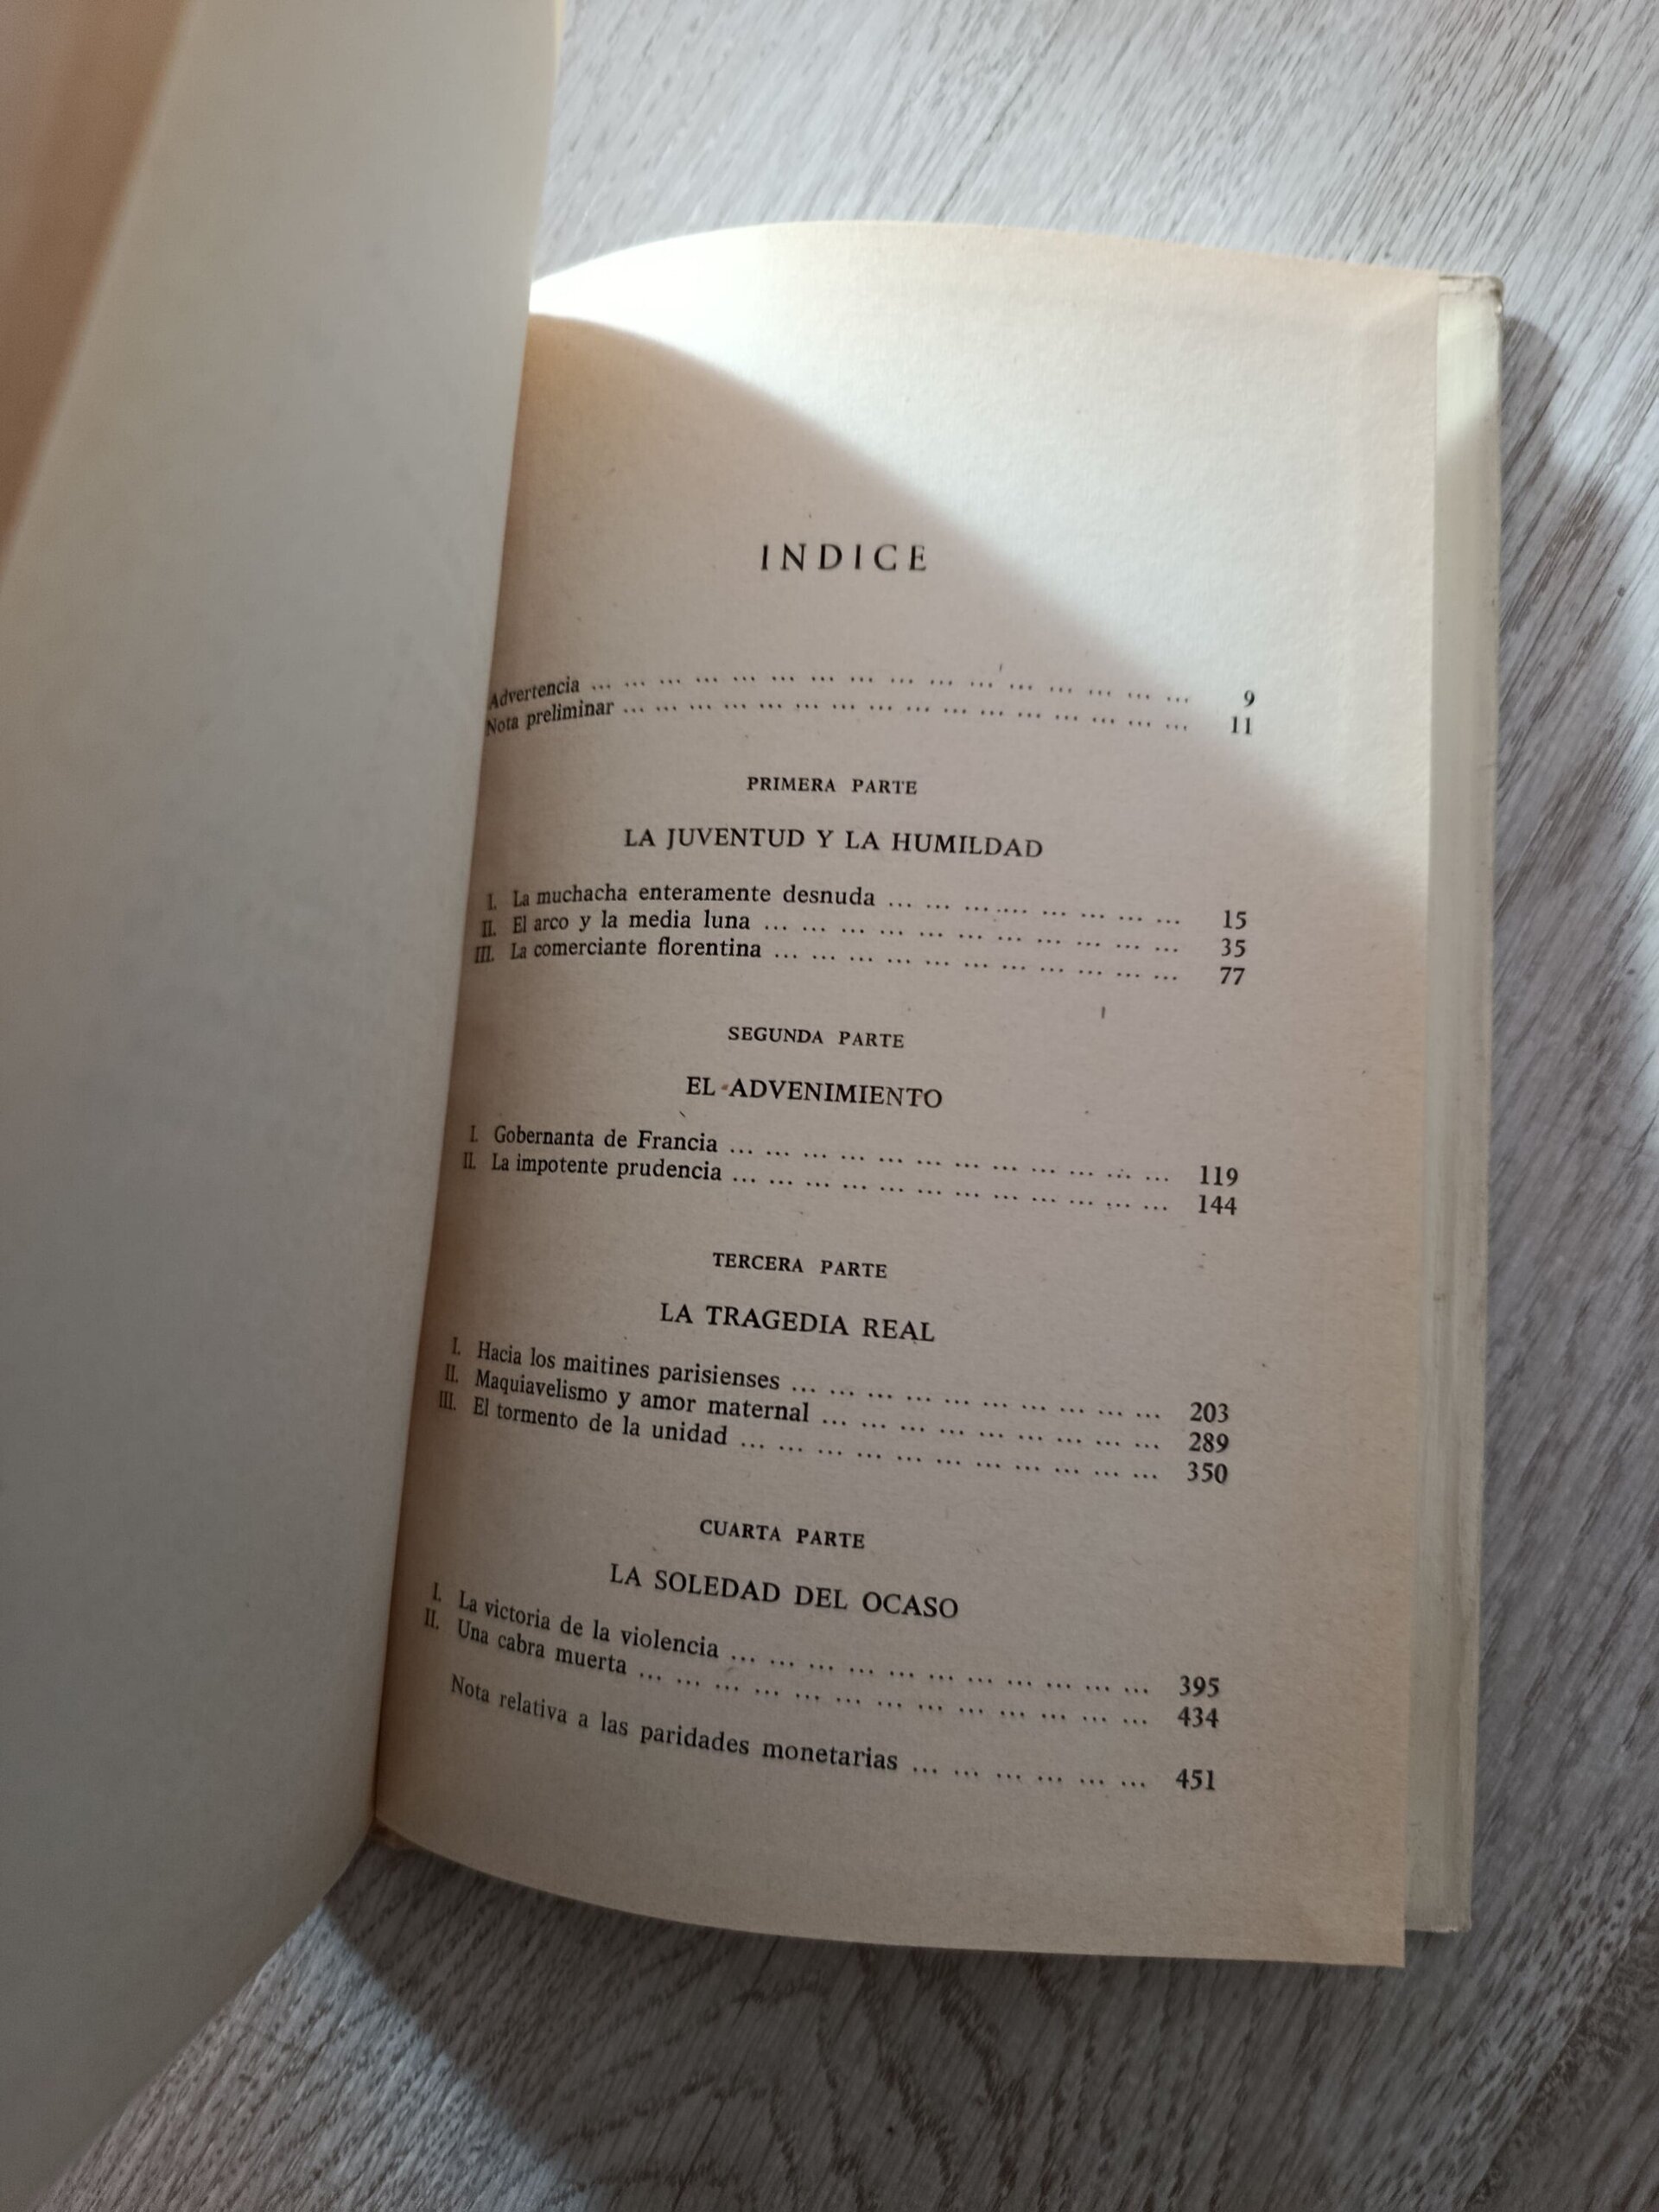 INDICE
Advertencia ... ... ... ... ... ... ... ... ... ... ... ... ... ... ... ... 9
Nota preliminar ... ... ... ... ... ... ... ... ... ... ... ... ... ... ... ... 11
PRIMERA PARTE
LA JUVENTUD Y LA HUMILDAD
I. La muchacha enteramente desnuda ... ... ... ... ... ... ... ... 15
II. El arco y la media luna ... ... ... ... ... ... ... ... ... ... ... 35
III. La comerciante florentina ... ... ... ... ... ... ... ... ... ... ... 77
SEGUNDA PARTE
EL ADVENIMIENTO
I. Gobernanta de Francia ... ... ... ... ... ... ... ... ... ... ... ... 119
II. La impotente prudencia ... ... ... ... ... ... ... ... ... ... ... ... 144
TERCERA PARTE
LA TRAGEDIA REAL
I. Hacia los maitines parisienses ... ... ... ... ... ... ... ... ... ... 203
II. Maquiavelismo y amor maternal ... ... ... ... ... ... ... ... ... 289
III. El tormento de la unidad ... ... ... ... ... ... ... ... ... ... ... 350
CUARTA PARTE
LA SOLEDAD DEL OCASO
I. La victoria de la violencia ... ... ... ... ... ... ... ... ... ... ... 395
II. Una cabra muerta ... ... ... ... ... ... ... ... ... ... ... ... ... 434
Nota relativa a las paridades monetarias ... ... ... ... ... ... 451